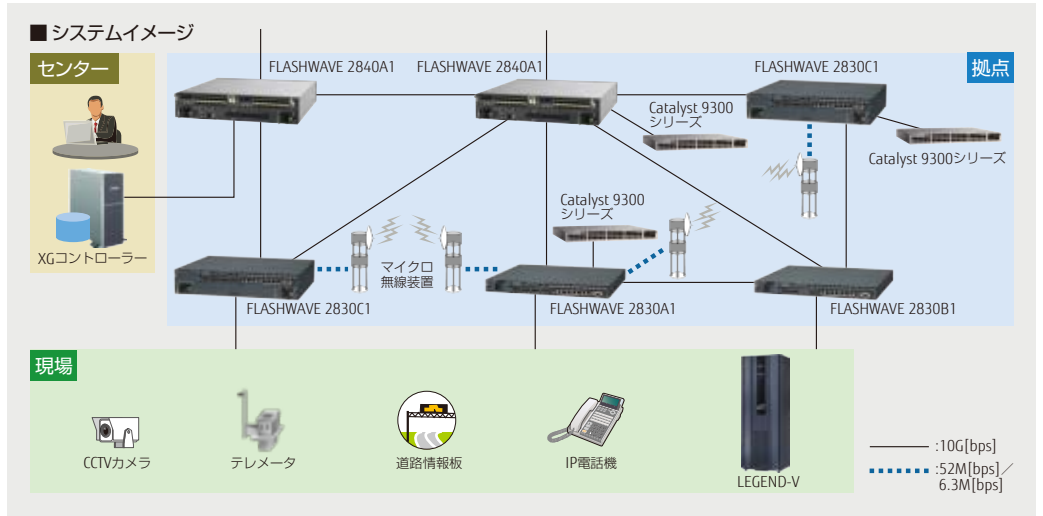 ■ システムイメージ
センター
XGコントローラー
拠点
FLASHWAVE 2840A1
FLASHWAVE 2840A1
FLASHWAVE 2830C1
Catalyst 9300
シリーズ
Catalyst 9300シリーズ
Catalyst 9300
シリーズ
マイクロ
無線装置
FLASHWAVE 2830C1
FLASHWAVE 2830A1
FLASHWAVE 2830B1
現場
CCTVカメラ
テレメータ
道路情報板
IP電話機
LEGEND-V
:10G[bps]
:52M[bps]／
6.3M[bps]